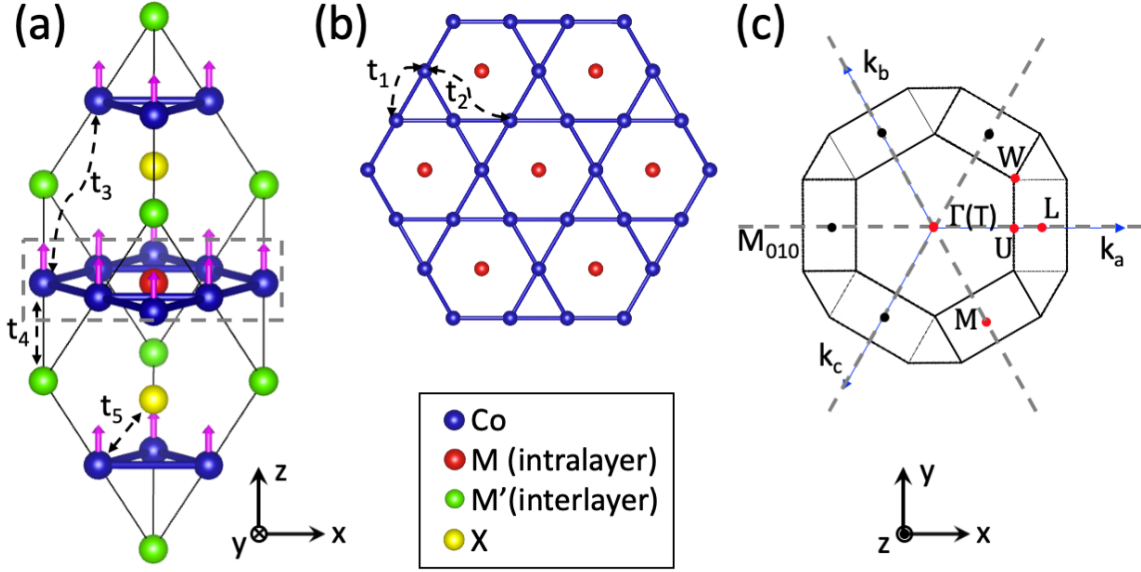 (a)
t₃
t₄
t₅
z
y
x
(b)
t₁
t₂
Co
M (intralayer)
M'(interlayer)
X
(c)
k_b
W
Γ(T)
L
M₀₁₀
U
k_a
M
k_c
y
z
x